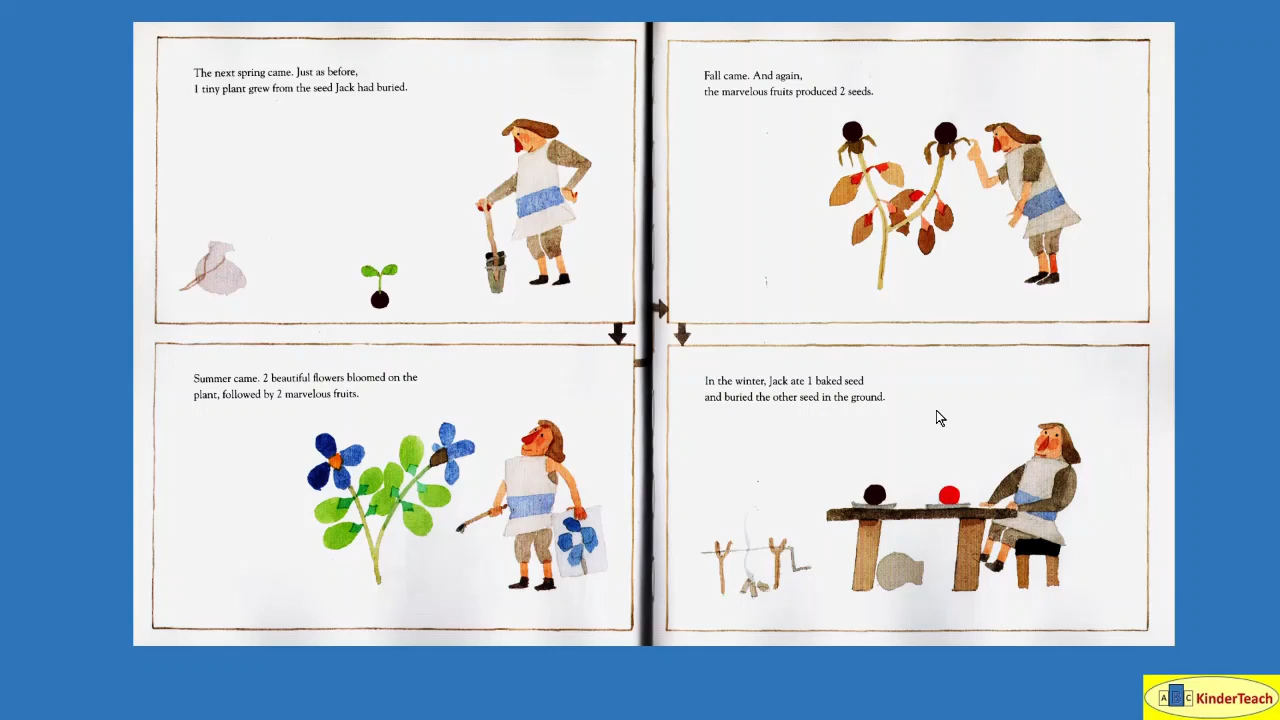 The next spring came. Just as before,
1 tiny plant grew from the seed Jack had buried.
Summer came. 2 beautiful flowers bloomed on the
plant, followed by 2 marvelous fruits.
Fall came. And again,
the marvelous fruits produced 2 seeds.
In the winter, Jack ate 1 baked seed
and buried the other seed in the ground.
A B C KinderTeach